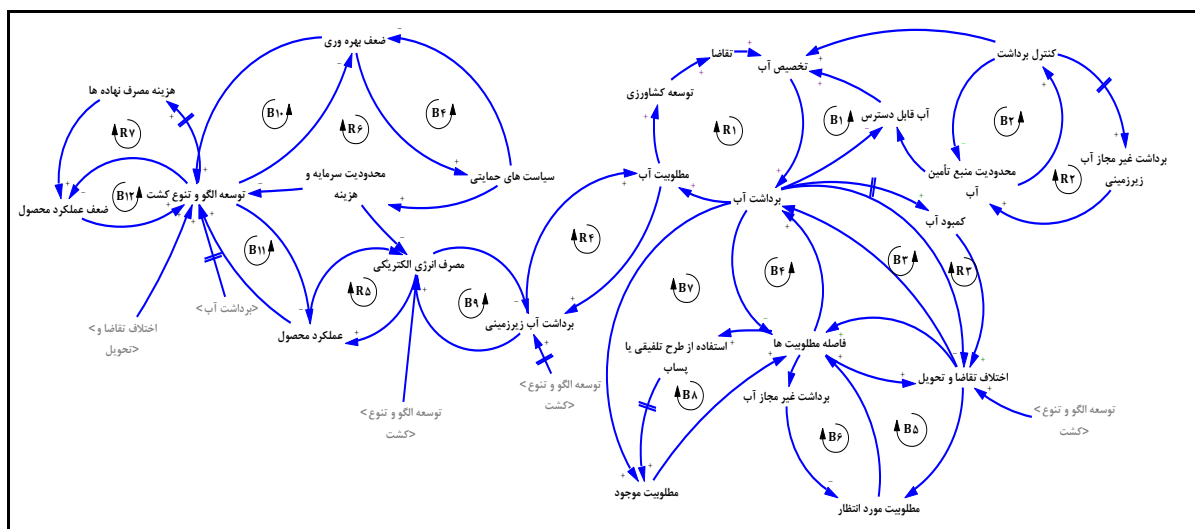 ضعف بهره وری
هزینه مصرف نهاده ها
R۷
B۱۰
R۶
B۴
سیاست های حمایتی
محدودیت سرمایه و
هزینه
توسعه الگو و تنوع کشت
ضعف عملکرد محصول
B۱۲
B۱۱
R۵
عملکرد محصول
مصرف انرژی الکتریکی
B۹
برداشت آب زیرزمینی
<برداشت آب>
<اختلاف تقاضا و
تحویل>
<توسعه الگو و تنوع
کشت>
<توسعه الگو و تنوع
کشت>
تقاضا
تخصیص آب
توسعه کشاورزی
R۱
B۱
مطلوبیت آب
R۴
برداشت آب
آب قابل دسترس
کنترل برداشت
B۲
R۲
محدودیت منبع تأمین
آب
برداشت غیر مجاز آب
زیرزمینی
کمبود آب
B۳
R۳
B۴
B۷
فاصله مطلوبیت ها
استفاده از طرح تلفیقی یا
پساب
B۸
برداشت غیر مجاز آب
B۶
B۵
اختلاف تقاضا و تحویل
<توسعه الگو و تنوع
کشت>
مطلوبیت موجود
مطلوبیت مورد انتظار